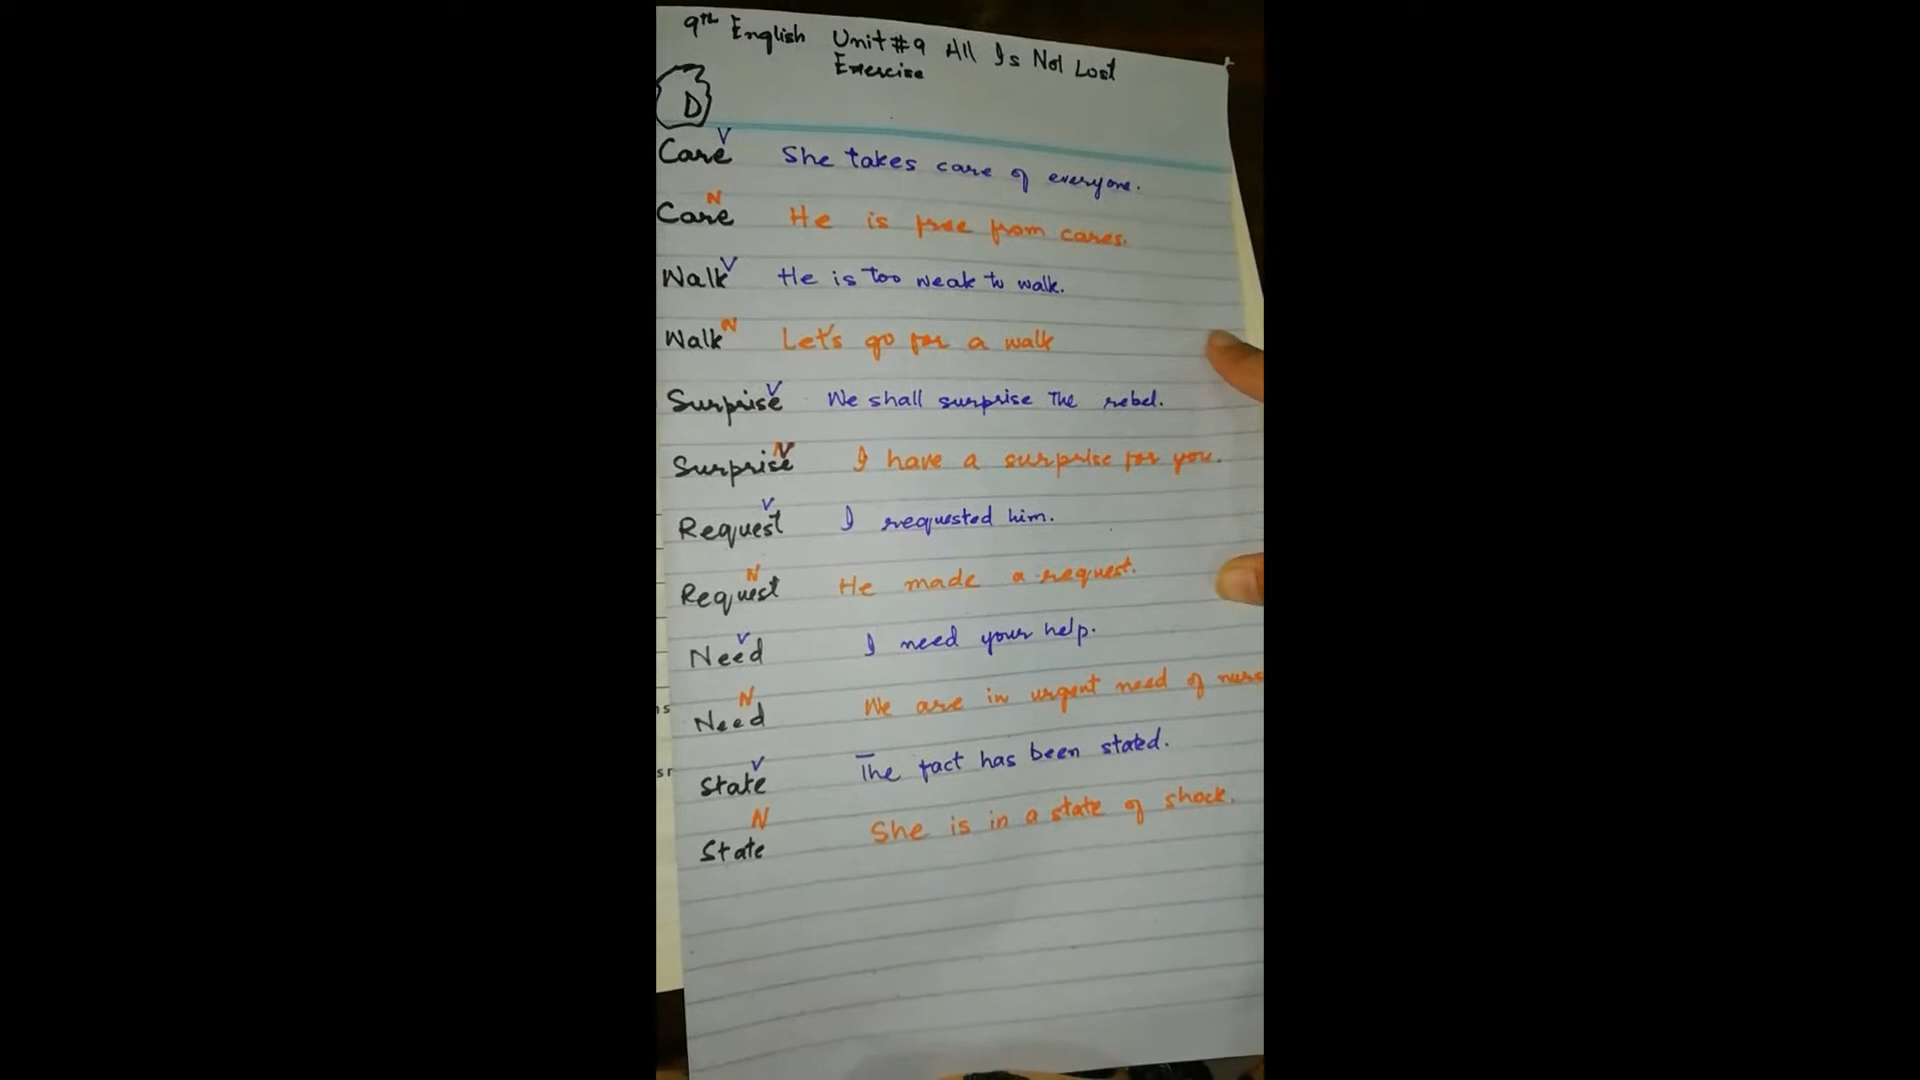 9th English Unit #9 All Is Not Lost
Exercise
D
Care V She takes care of everyone.
Care N He is free from cares.
Walk V He is too weak to walk.
Walk N Let's go for a walk
Surprise V We shall surprise The rebel.
Surprise N I have a surprise for you.
Request V I requested him.
Request N He made a request.
Need V I need your help.
Need N We are in urgent need of
State V The fact has been stated.
State N She is in a state of shock.